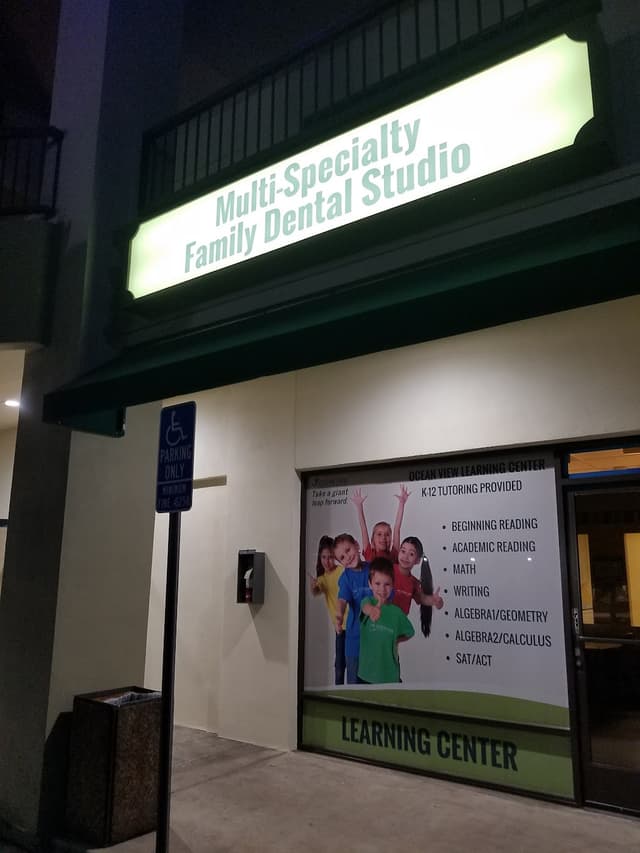 Multi-Specialty
Family Dental Studio
PARKING
ONLY
MINIMUM
Take a giant
leap forward.
OCEAN VIEW LEARNING CENTER
K-12 TUTORING PROVIDED
• BEGINNING READING
• ACADEMIC READING
• MATH
• WRITING
• ALGEBRA1/GEOMETRY
• ALGEBRA2/CALCULUS
• SAT/ACT
LEARNING CENTER